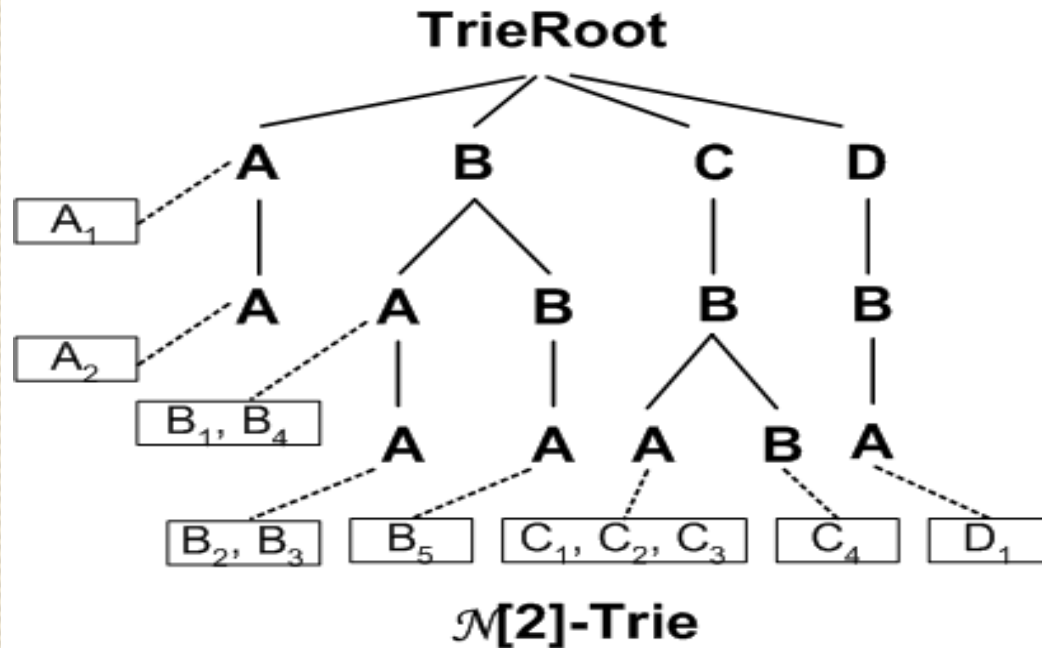 TrieRoot
A B C D
A₁
A A B B B
A₂
B₁, B₄
A A A B A
B₂, B₃ B₅ C₁, C₂, C₃ C₄ D₁
𝒩[2]-Trie